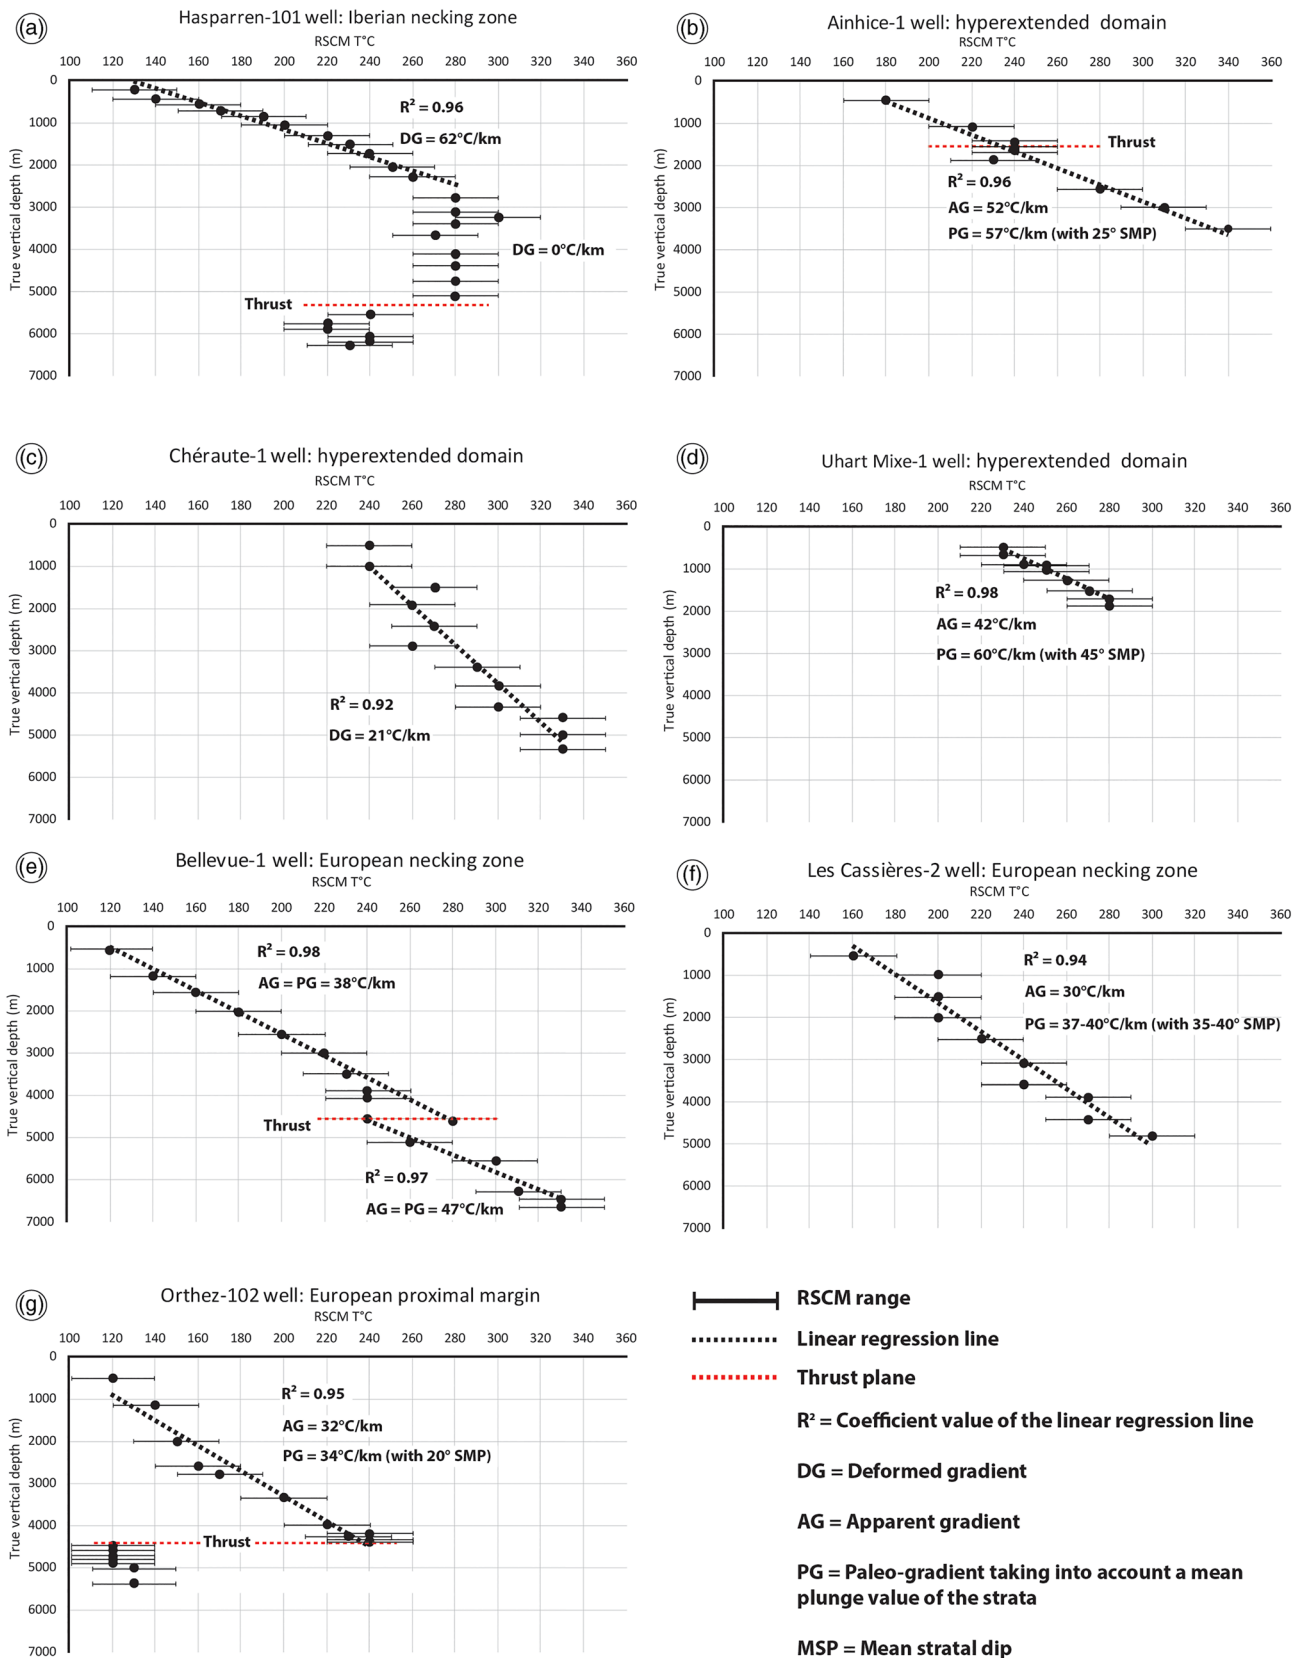 (a)
Hasparren-101 well: Iberian necking zone
RSCM T°C
100 120 140 160 180 200 220 240 260 280 300 320 340 360
True vertical depth (m)
0
1000
2000
3000
4000
5000
6000
7000
R² = 0.96
DG = 62°C/km
DG = 0°C/km
Thrust
(b)
Ainhice-1 well: hyperextended domain
RSCM T°C
100 120 140 160 180 200 220 240 260 280 300 320 340 360
True vertical depth (m)
0
1000
2000
3000
4000
5000
6000
7000
Thrust
R² = 0.96
AG = 52°C/km
PG = 57°C/km (with 25° SMP)
(c)
Chéraute-1 well: hyperextended domain
RSCM T°C
100 120 140 160 180 200 220 240 260 280 300 320 340 360
True vertical depth (m)
0
1000
2000
3000
4000
5000
6000
7000
R² = 0.92
DG = 21°C/km
(d)
Uhart Mixe-1 well: hyperextended domain
RSCM T°C
100 120 140 160 180 200 220 240 260 280 300 320 340 360
True vertical depth (m)
0
1000
2000
3000
4000
5000
6000
7000
R² = 0.98
AG = 42°C/km
PG = 60°C/km (with 45° SMP)
(e)
Bellevue-1 well: European necking zone
RSCM T°C
100 120 140 160 180 200 220 240 260 280 300 320 340 360
True vertical depth (m)
0
1000
2000
3000
4000
5000
6000
7000
R² = 0.98
AG = PG = 38°C/km
Thrust
R² = 0.97
AG = PG = 47°C/km
(f)
Les Cassières-2 well: European necking zone
RSCM T°C
100 120 140 160 180 200 220 240 260 280 300 320 340 360
True vertical depth (m)
0
1000
2000
3000
4000
5000
6000
7000
R² = 0.94
AG = 30°C/km
PG = 37-40°C/km (with 35-40° SMP)
(g)
Orthez-102 well: European proximal margin
RSCM T°C
100 120 140 160 180 200 220 240 260 280 300 320 340 360
True vertical depth (m)
0
1000
2000
3000
4000
5000
6000
7000
R² = 0.95
AG = 32°C/km
PG = 34°C/km (with 20° SMP)
Thrust
RSCM range
Linear regression line
Thrust plane
R² = Coefficient value of the linear regression line
DG = Deformed gradient
AG = Apparent gradient
PG = Paleo-gradient taking into account a mean
plunge value of the strata
MSP = Mean stratal dip